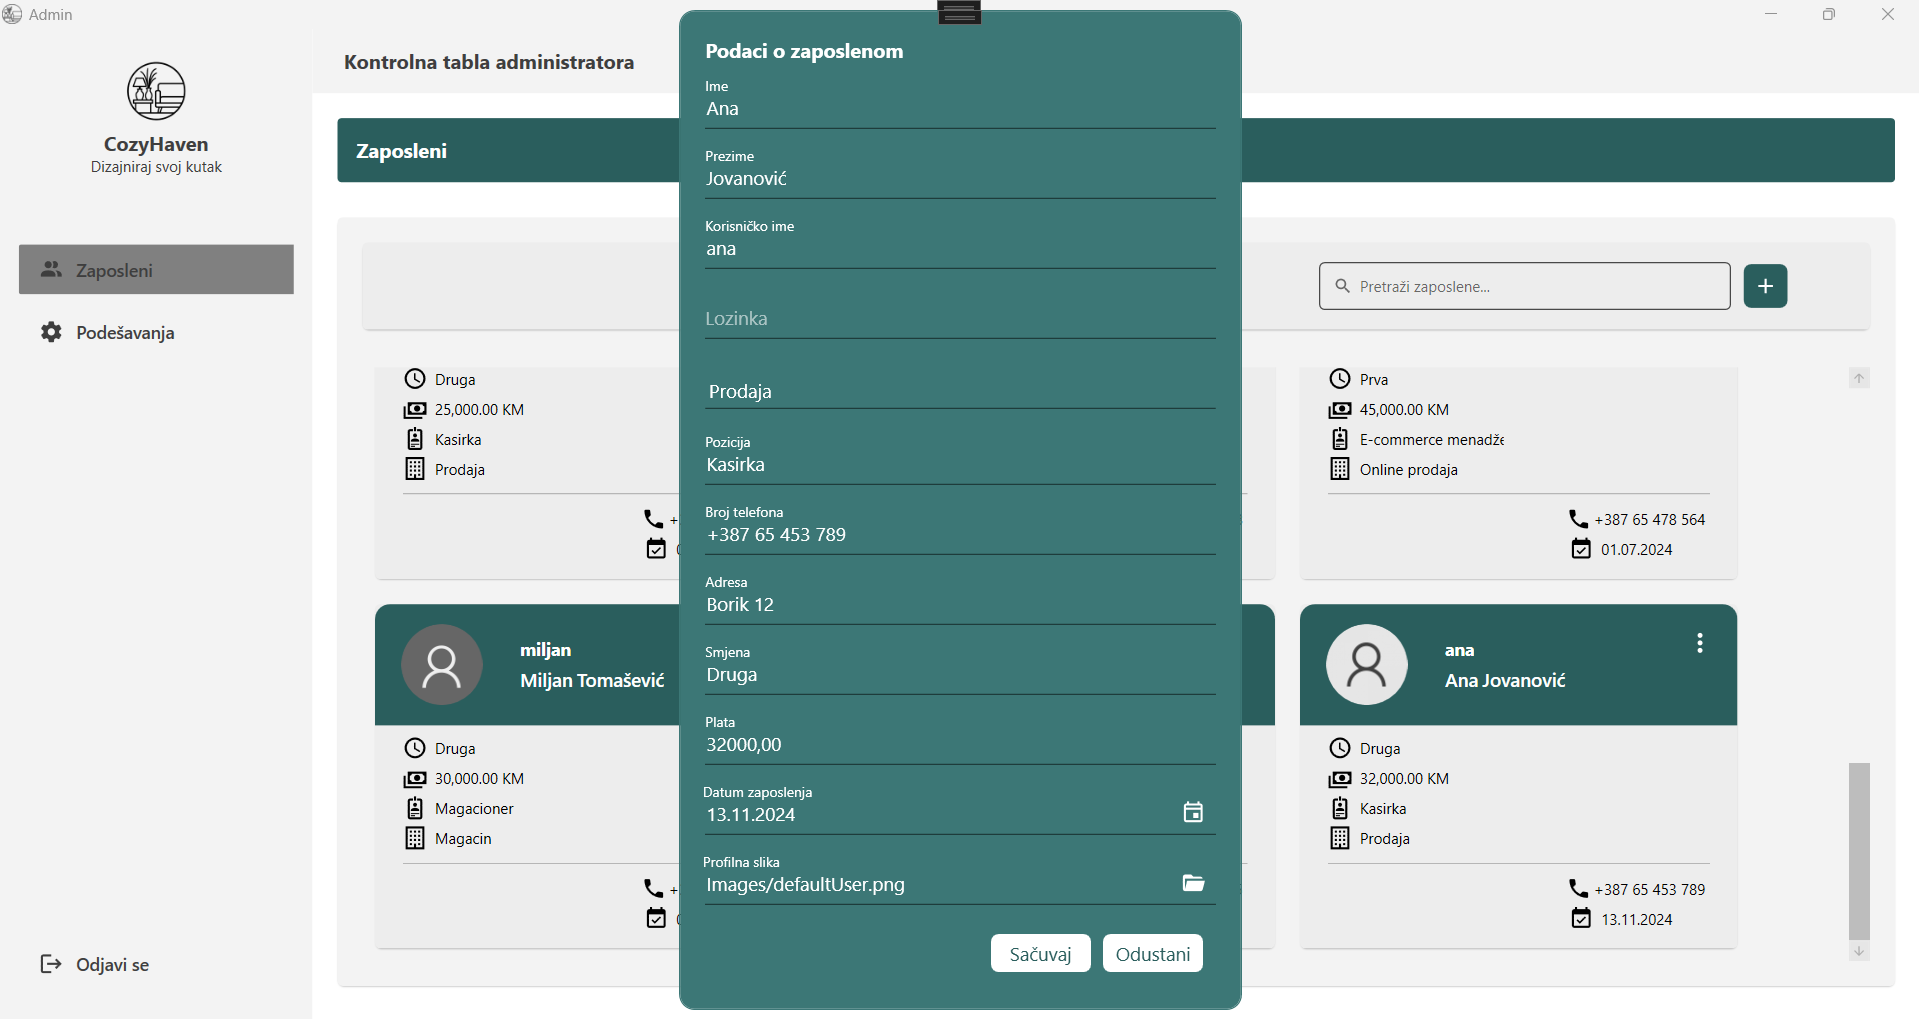 Admin
CozyHaven
Dizajniraj svoj kutak
Zaposleni
Podešavanja
Odjavi se
Kontrolna tabla administratora
Zaposleni
Pretraži zaposlene...
+
Druga
25,000.00 KM
Kasirka
Prodaja
+
Prva
45,000.00 KM
E-commerce menadže
Online prodaja
+387 65 478 564
01.07.2024
miljan
Miljan Tomašević
Druga
30,000.00 KM
Magacioner
Magacin
+
ana
Ana Jovanović
Druga
32,000.00 KM
Kasirka
Prodaja
+387 65 453 789
13.11.2024
Podaci o zaposlenom
Ime
Ana
Prezime
Jovanović
Korisničko ime
ana
Lozinka
Prodaja
Pozicija
Kasirka
Broj telefona
+387 65 453 789
Adresa
Borik 12
Smjena
Druga
Plata
32000,00
Datum zaposlenja
13.11.2024
Profilna slika
Images/defaultUser.png
Sačuvaj
Odustani